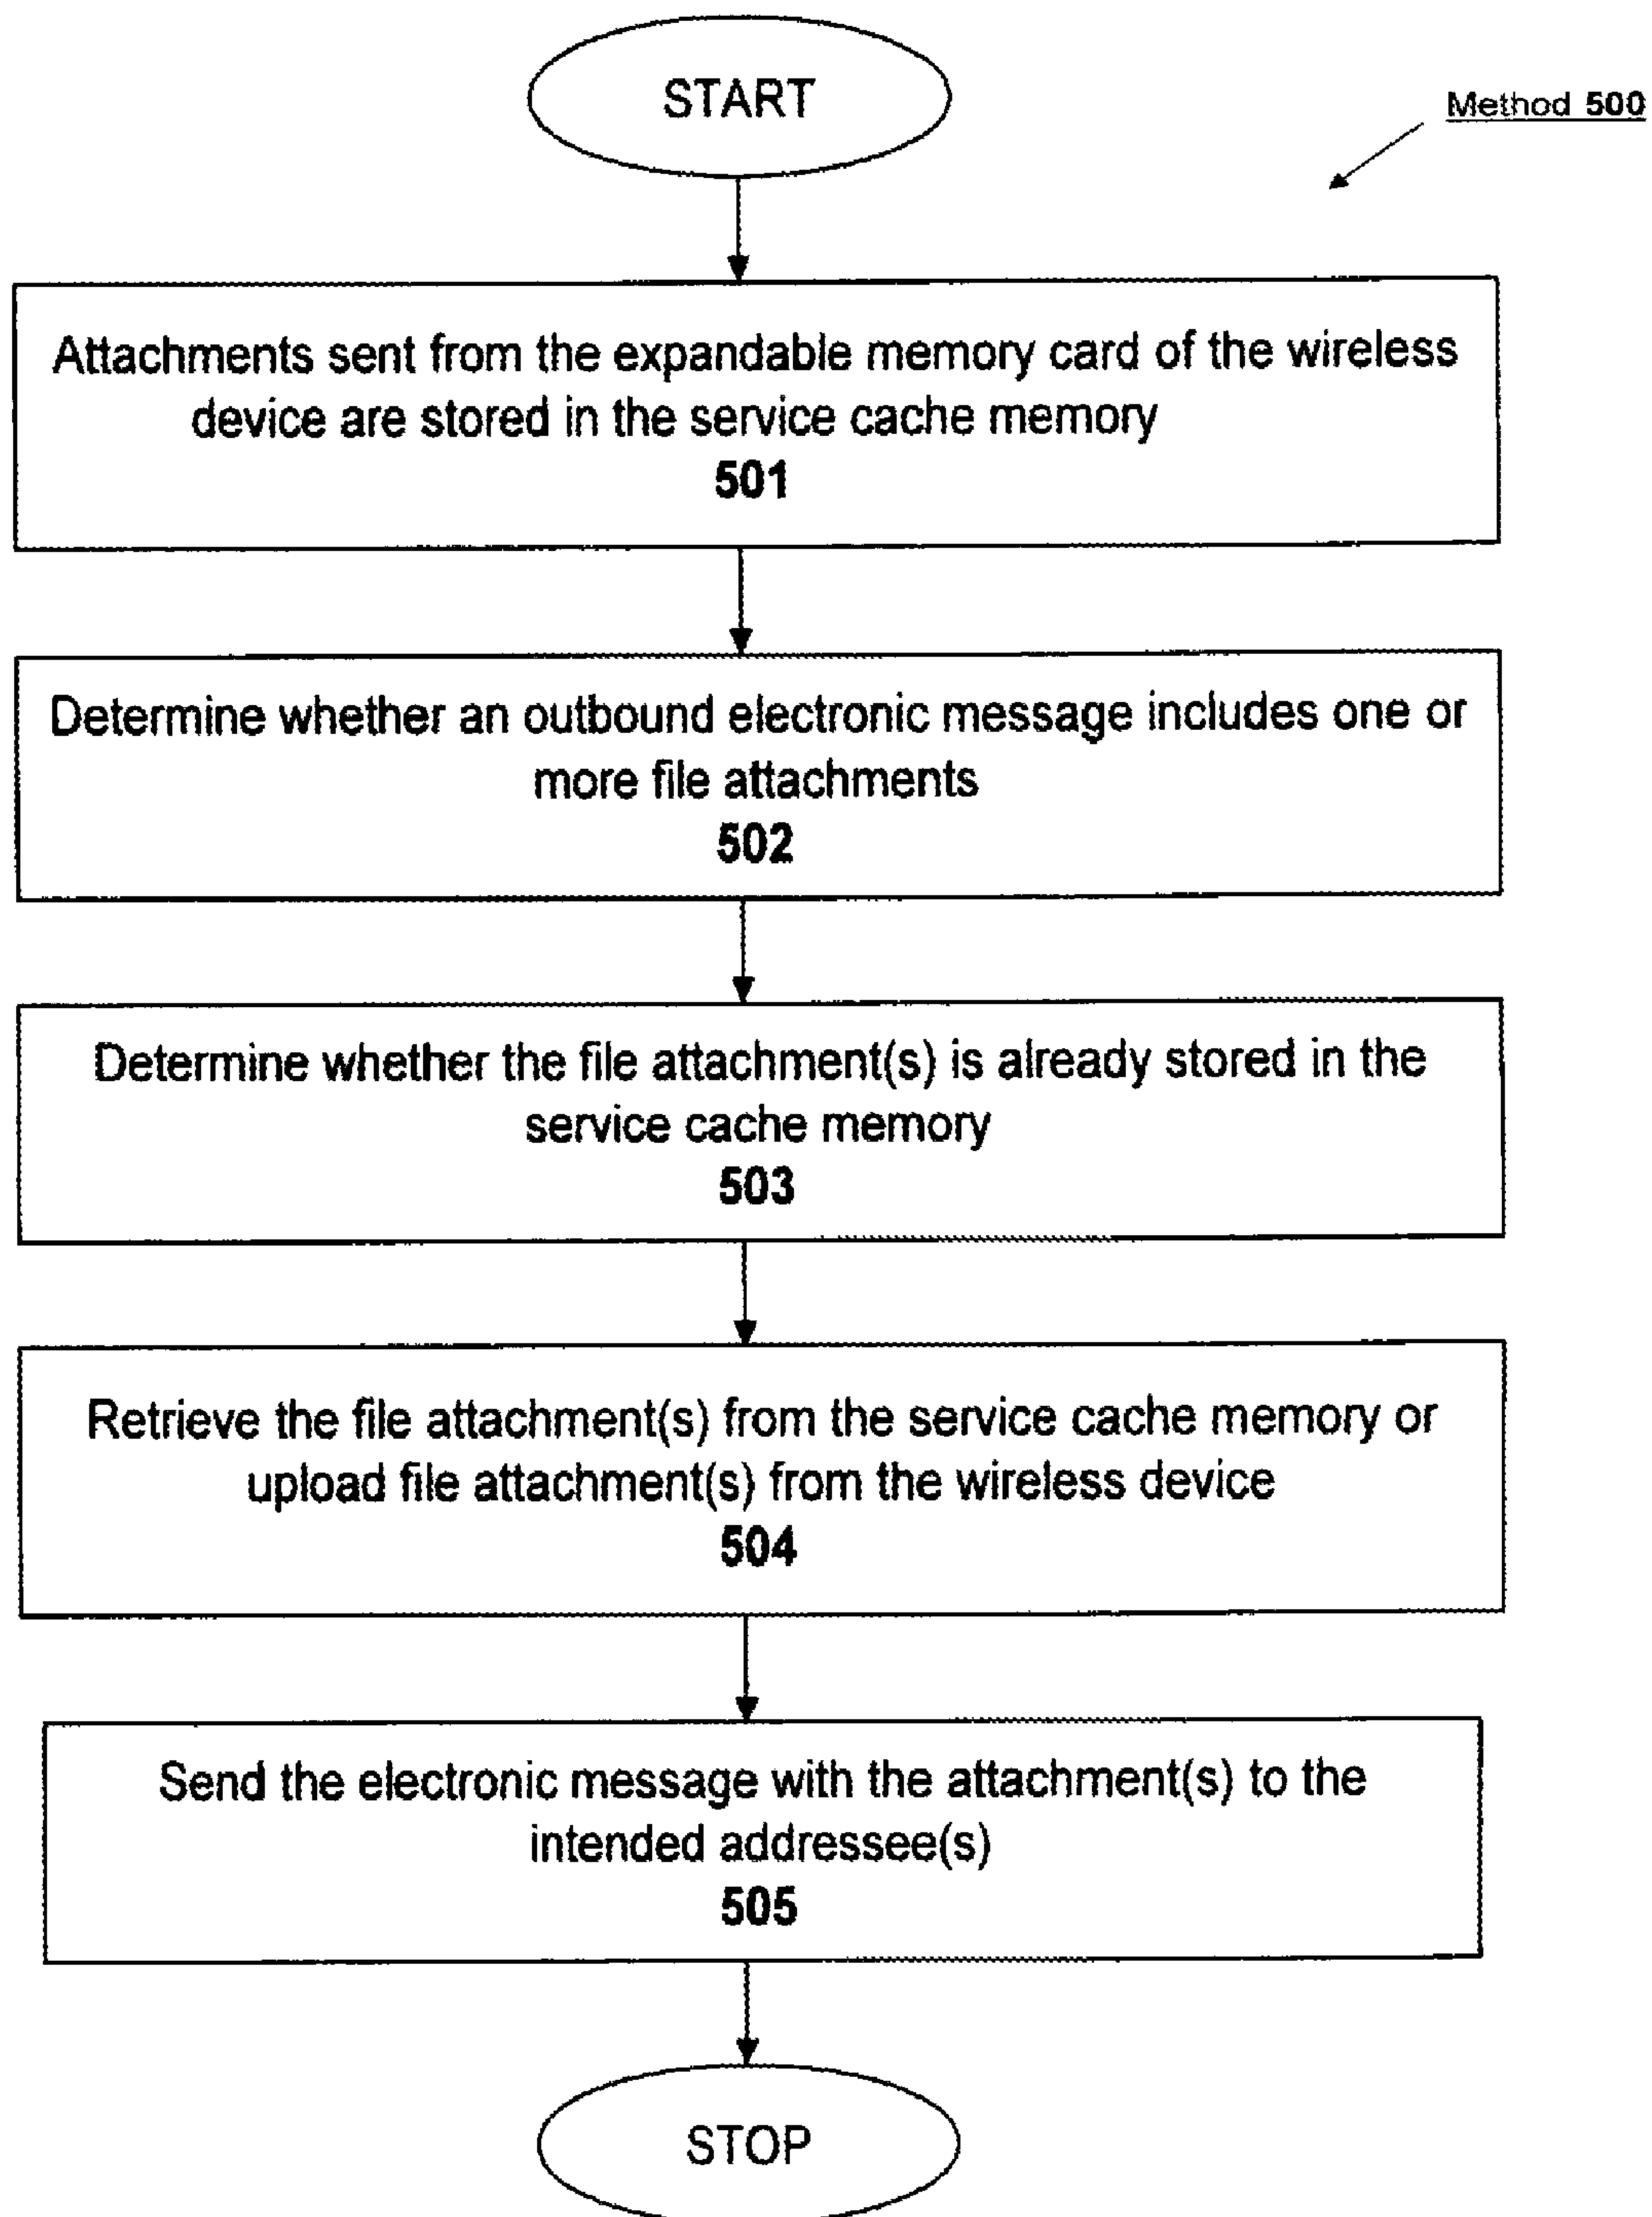 START
Method 500
Attachments sent from the expandable memory card of the wireless
device are stored in the service cache memory
501
Determine whether an outbound electronic message includes one or
more file attachments
502
Determine whether the file attachment(s) is already stored in the
service cache memory
503
Retrieve the file attachment(s) from the service cache memory or
upload file attachment(s) from the wireless device
504
Send the electronic message with the attachment(s) to the
intended addressee(s)
505
STOP